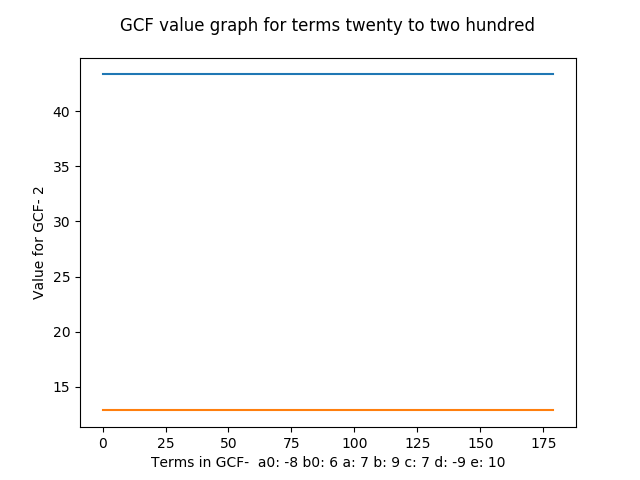 GCF value graph for terms twenty to two hundred
40
35
30
25
20
15
Value for GCF- 2
0 25 50 75 100 125 150 175
Terms in GCF-  a0: -8 b0: 6 a: 7 b: 9 c: 7 d: -9 e: 10